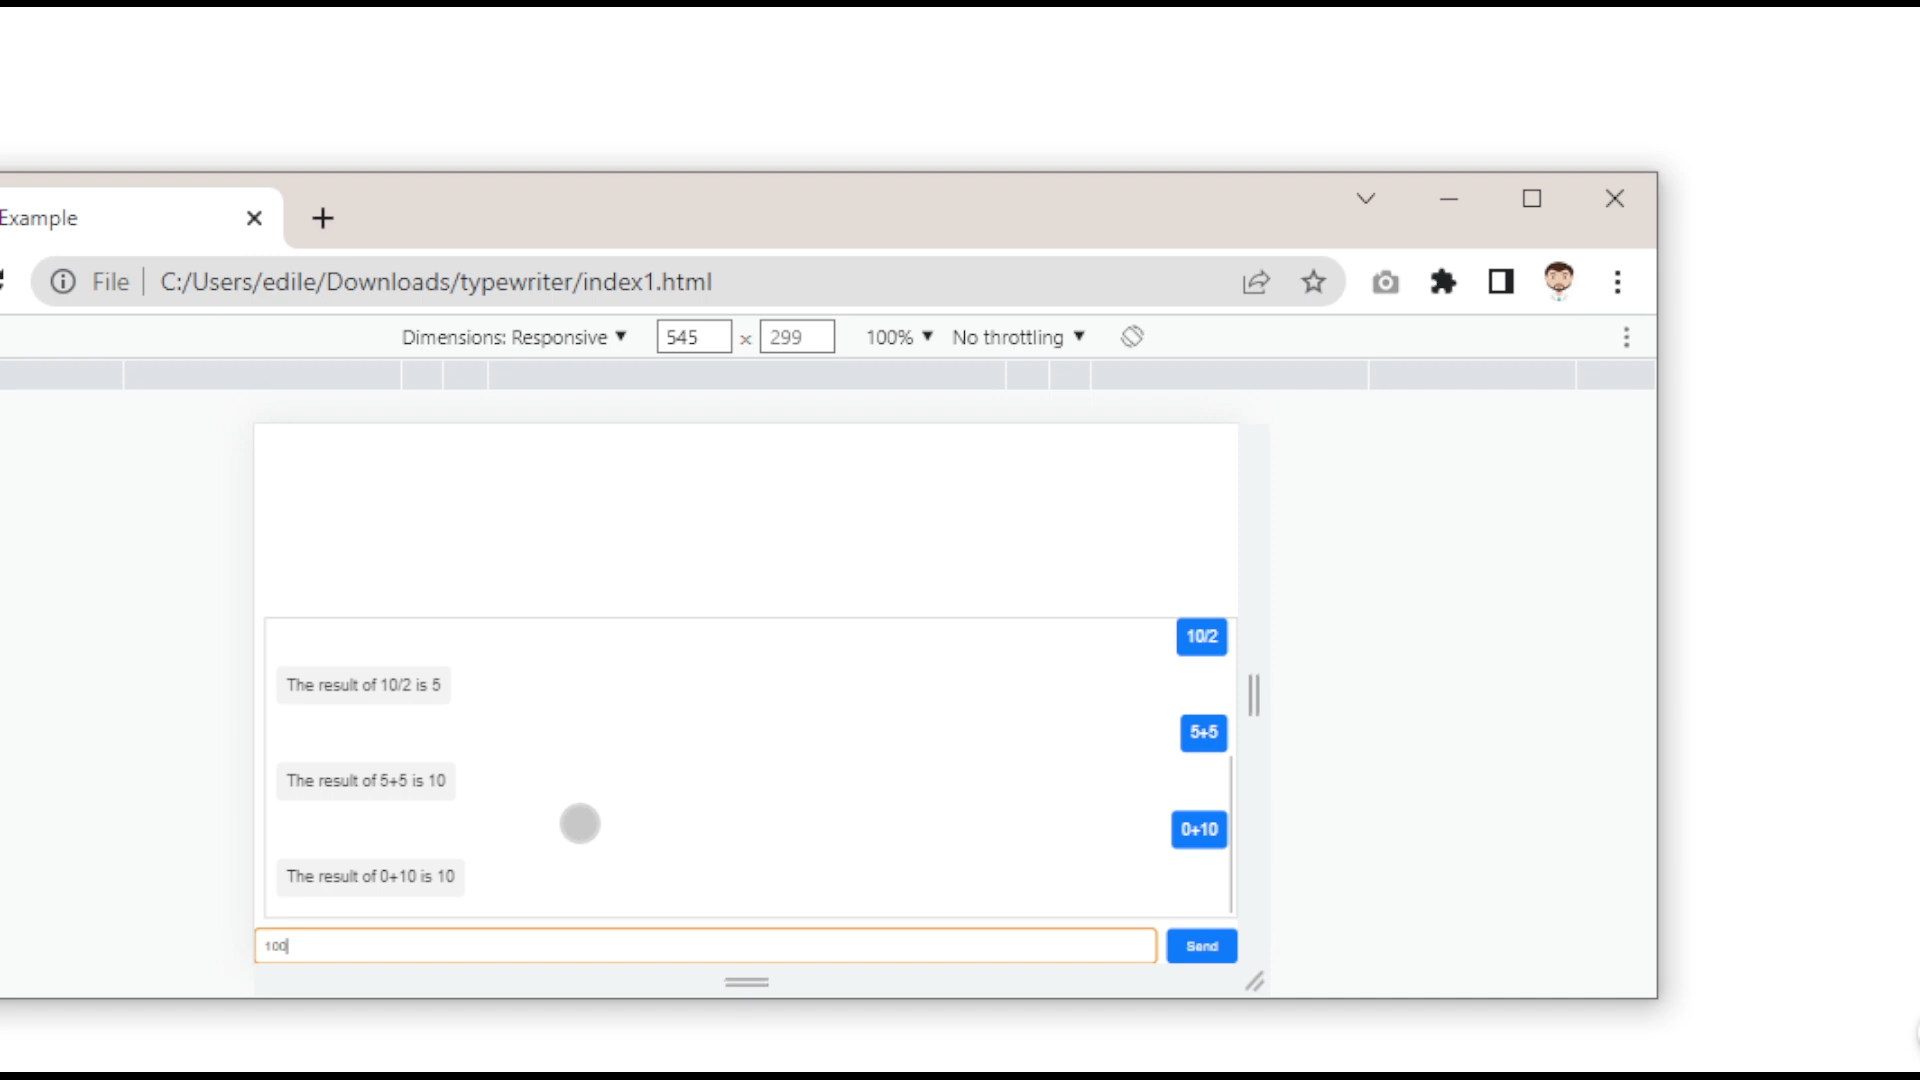 Example
File
C:/Users/edile/Downloads/typewriter/index1.html
Dimensions: Responsive
545 x 299
100%
No throttling
10/2
The result of 10/2 is 5
5+5
The result of 5+5 is 10
0+10
The result of 0+10 is 10
100
Send